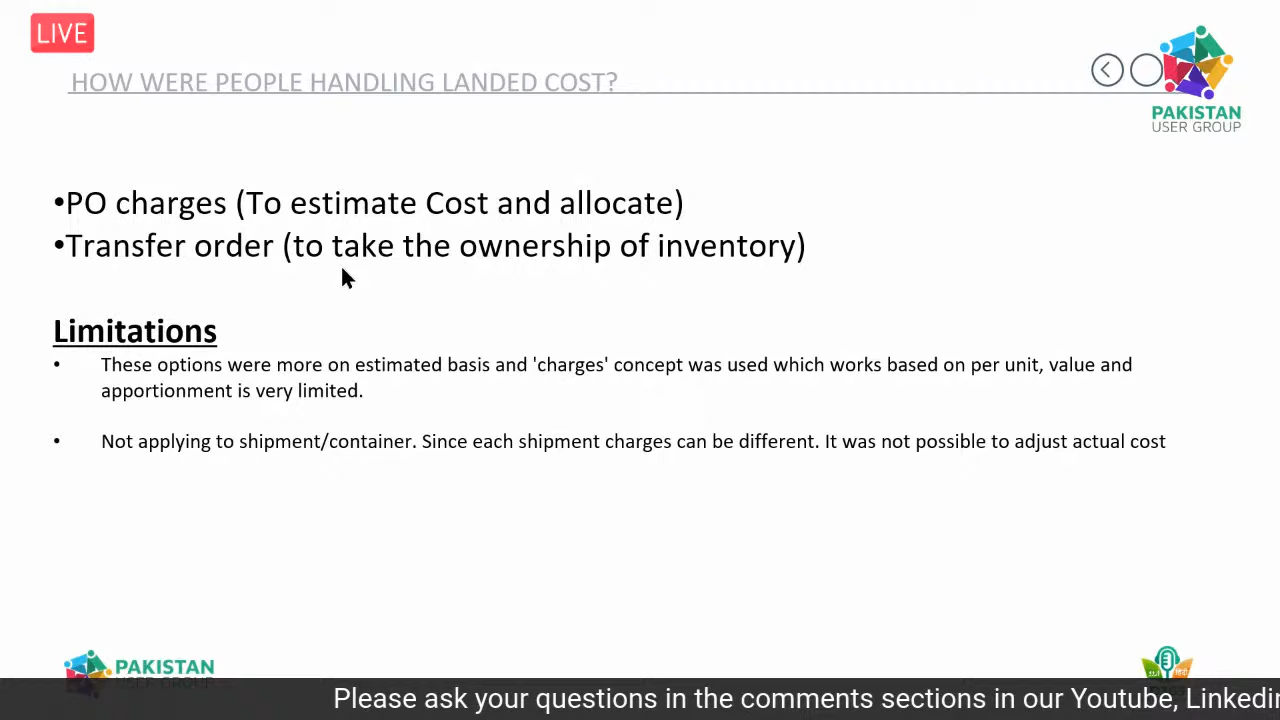 LIVE
HOW WERE PEOPLE HANDLING LANDED COST?
PAKISTAN
USER GROUP
•PO charges (To estimate Cost and allocate)
•Transfer order (to take the ownership of inventory)
Limitations
• These options were more on estimated basis and 'charges' concept was used which works based on per unit, value and
apportionment is very limited.
• Not applying to shipment/container. Since each shipment charges can be different. It was not possible to adjust actual cost
PAKISTAN
USER GROUP
Please ask your questions in the comments sections in our Youtube, Linkedin